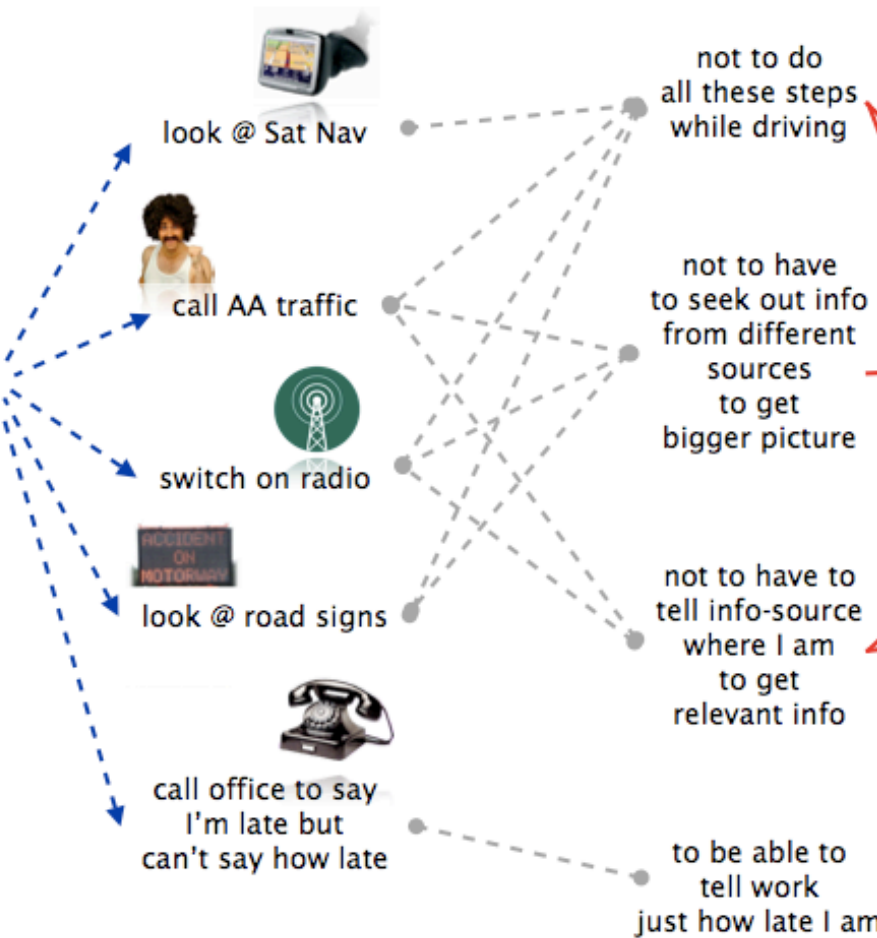 look @ Sat Nav
call AA traffic
switch on radio
ACCIDENT
ON
MOTORWAY
look @ road signs
call office to say
I'm late but
can't say how late
not to do
all these steps
while driving
not to have
to seek out info
from different
sources
to get
bigger picture
not to have to
tell info-source
where I am
to get
relevant info
to be able to
tell work
just how late I am